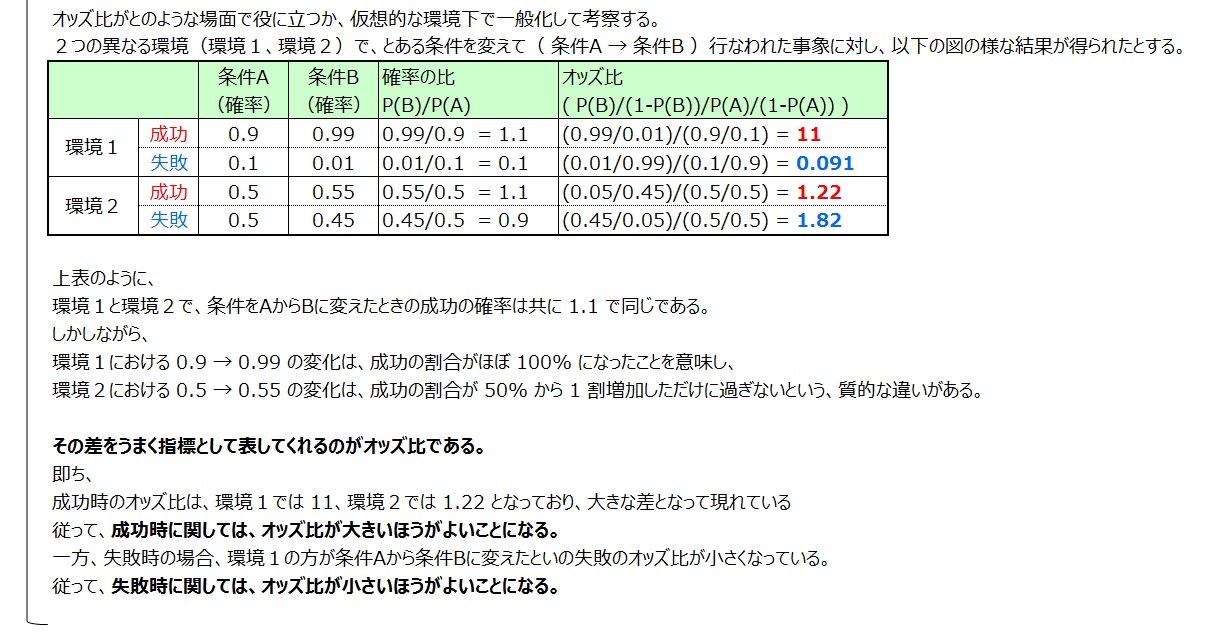 オッズ比がとのような場面で役に立つか、仮想的な環境下で一般化して考察する。
２つの異なる環境（環境１、環境２）で、とある条件を変えて（ 条件A → 条件B ）行なわれた事象に対し、以下の図の様な結果が得られたとする。
条件A （確率） 条件B （確率） 確率の比 P(B)/P(A) オッズ比 ( P(B)/(1-P(B))/P(A)/(1-P(A)) )
環境１ 成功 0.9 0.99 0.99/0.9 = 1.1 (0.99/0.01)/(0.9/0.1) = 11
失敗 0.1 0.01 0.01/0.1 = 0.1 (0.01/0.99)/(0.1/0.9) = 0.091
環境２ 成功 0.5 0.55 0.55/0.5 = 1.1 (0.05/0.45)/(0.5/0.5) = 1.22
失敗 0.5 0.45 0.45/0.5 = 0.9 (0.45/0.05)/(0.5/0.5) = 1.82
上表のように、
環境１と環境２で、条件をAからBに変えたときの成功の確率は共に 1.1 で同じである。
しかしながら、
環境１における 0.9 → 0.99 の変化は、成功の割合がほぼ 100% になったことを意味し、
環境２における 0.5 → 0.55 の変化は、成功の割合が 50% から 1 割増加しただけに過ぎないという、質的な違いがある。
その差をうまく指標として表してくれるのがオッズ比である。
即ち、
成功時のオッズ比は、環境１では 11、環境２では 1.22 となっており、大きな差となって現れている
従って、成功時に関しては、オッズ比が大きいほうがよいことになる。
一方、失敗時の場合、環境１の方が条件Aから条件Bに変えたといの失敗のオッズ比が小さくなっている。
従って、失敗時に関しては、オッズ比が小さいほうがよいことになる。